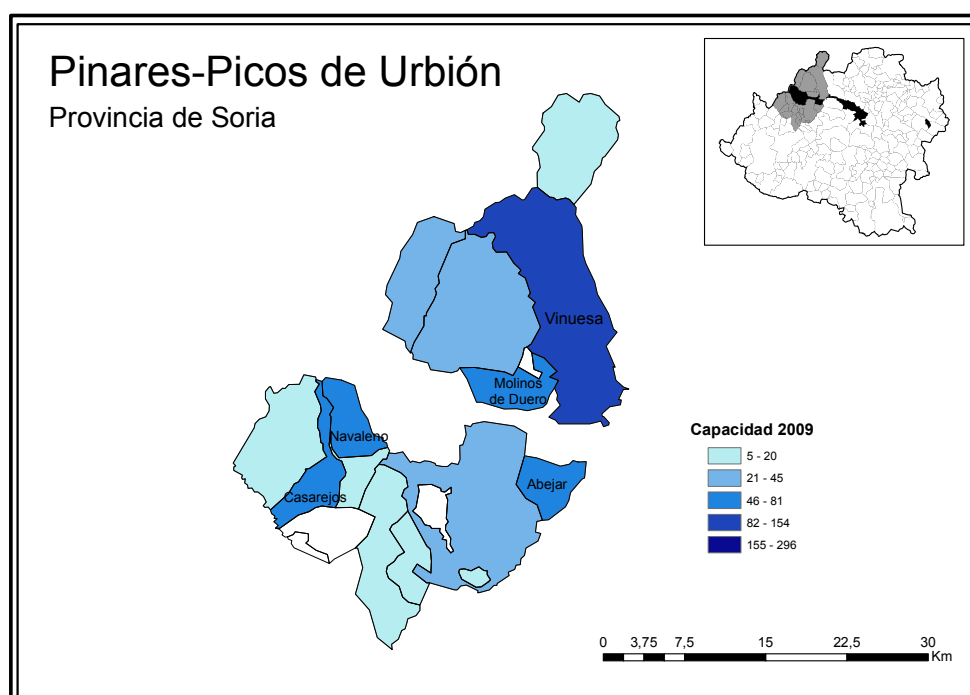 Pinares-Picos de Urbión
Provincia de Soria
Vinuesa
Molinos
de Duero
Navaleno
Casarejos
Abejar
Capacidad 2009
5 - 20
21 - 45
46 - 81
82 - 154
155 - 296
0 3,75 7,5 15 22,5 30
Km